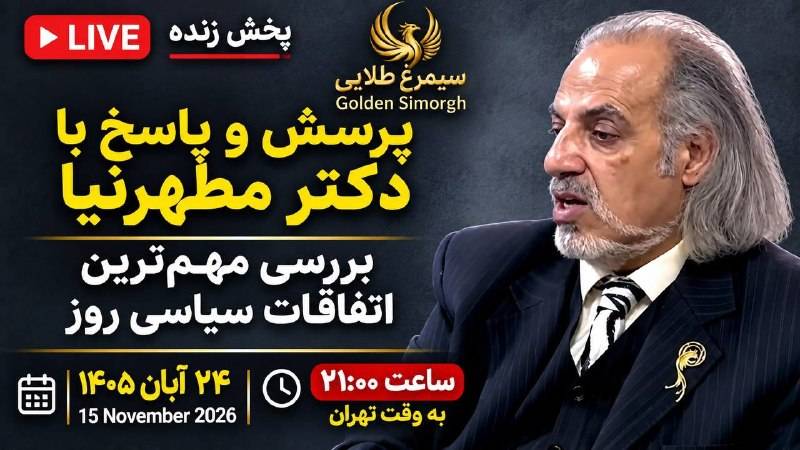 LIVE
پخش زنده
سیمرغ طلایی
Golden Simorgh
پرسش و پاسخ با
دکتر مطهرنیا
بررسی مهم‌ترین
اتفاقات سیاسی روز
۲۴ آبان ۱۴۰۵
15 November 2026
ساعت ۲۱:۰۰
به وقت تهران